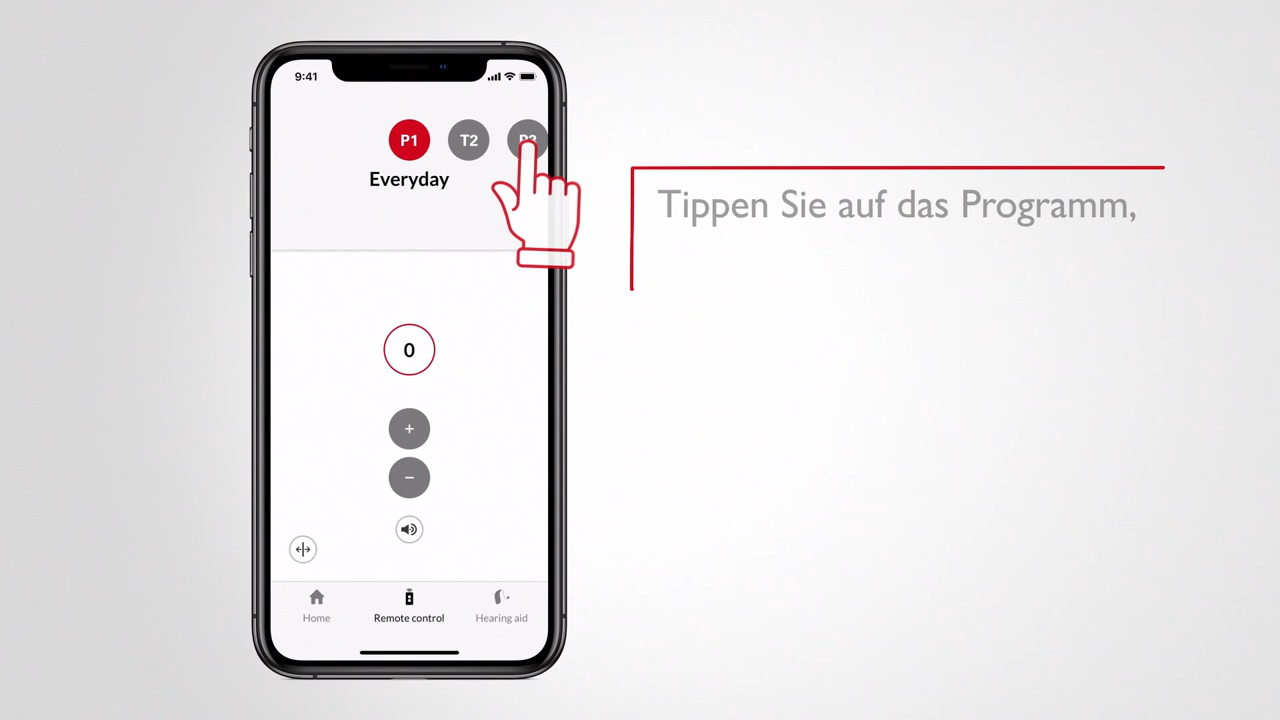 9:41
P1
T2
Everyday
Tippen Sie auf das Programm,
0
+
−
Home
Remote control
Hearing aid